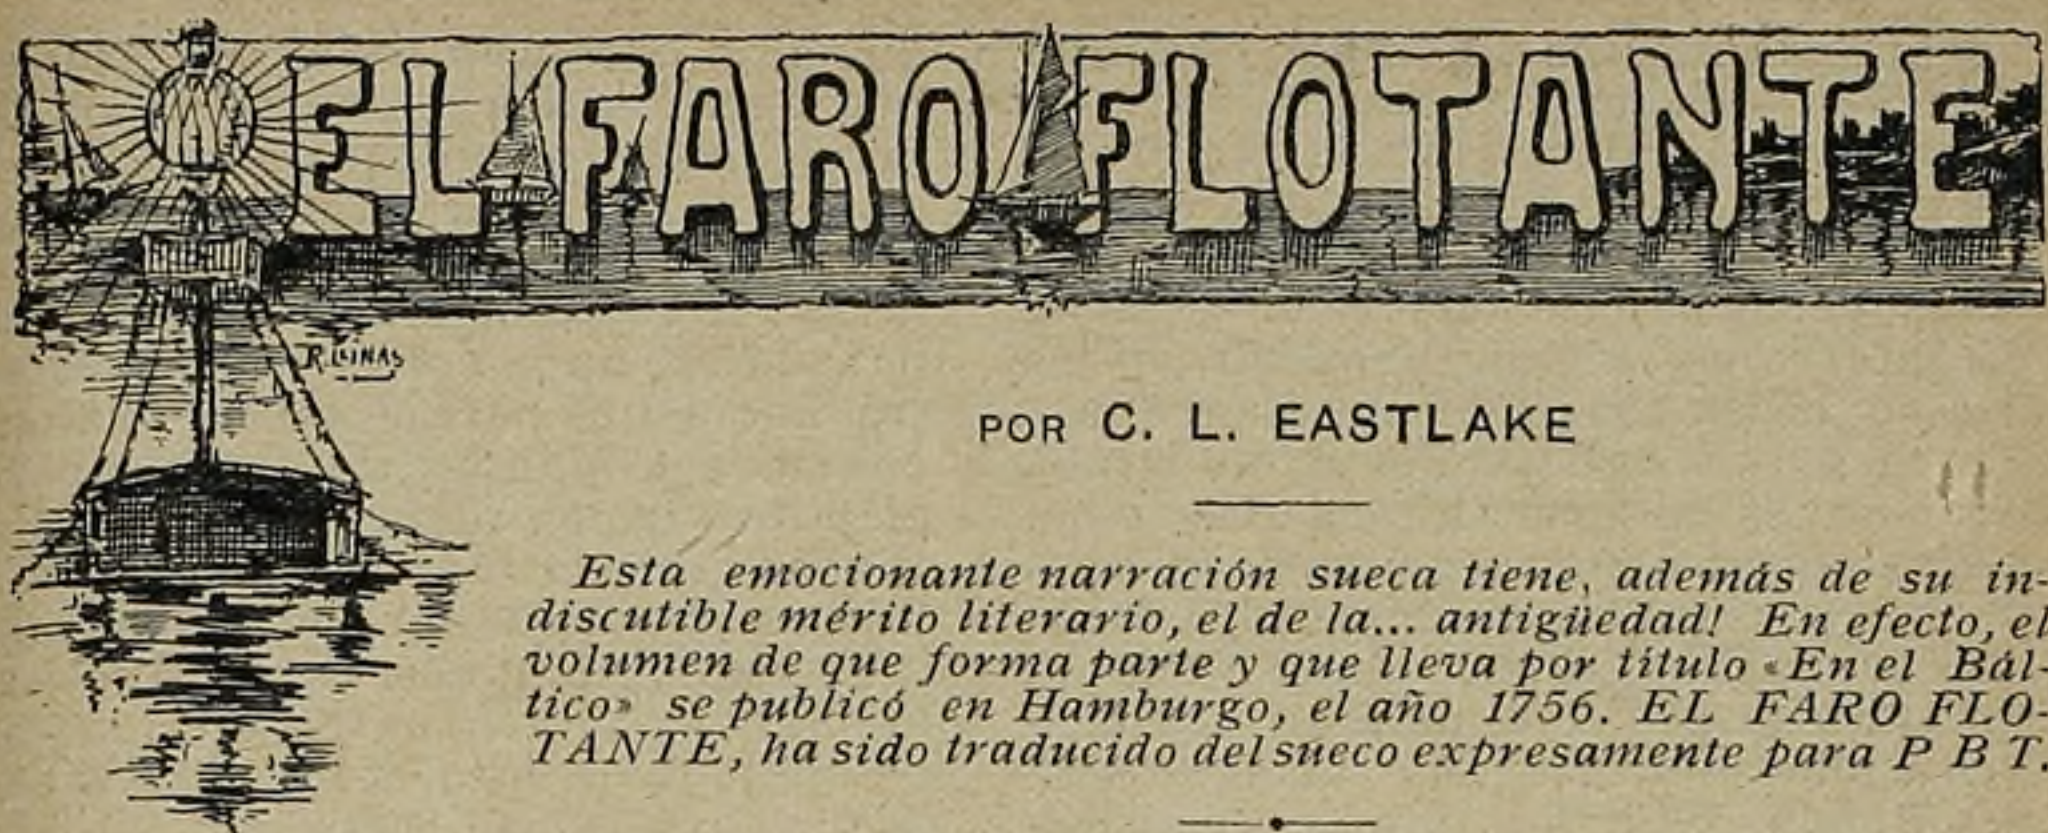 EL FARO FLOTANTE
R. LLINAS
POR C. L. EASTLAKE
Esta emocionante narración sueca tiene, además de su in-
discutible mérito literario, el de la... antigüedad! En efecto, el
volumen de que forma parte y que lleva por título «En el Bál-
tico» se publicó en Hamburgo, el año 1756. EL FARO FLO-
TANTE, ha sido traducido del sueco expresamente para P B T.